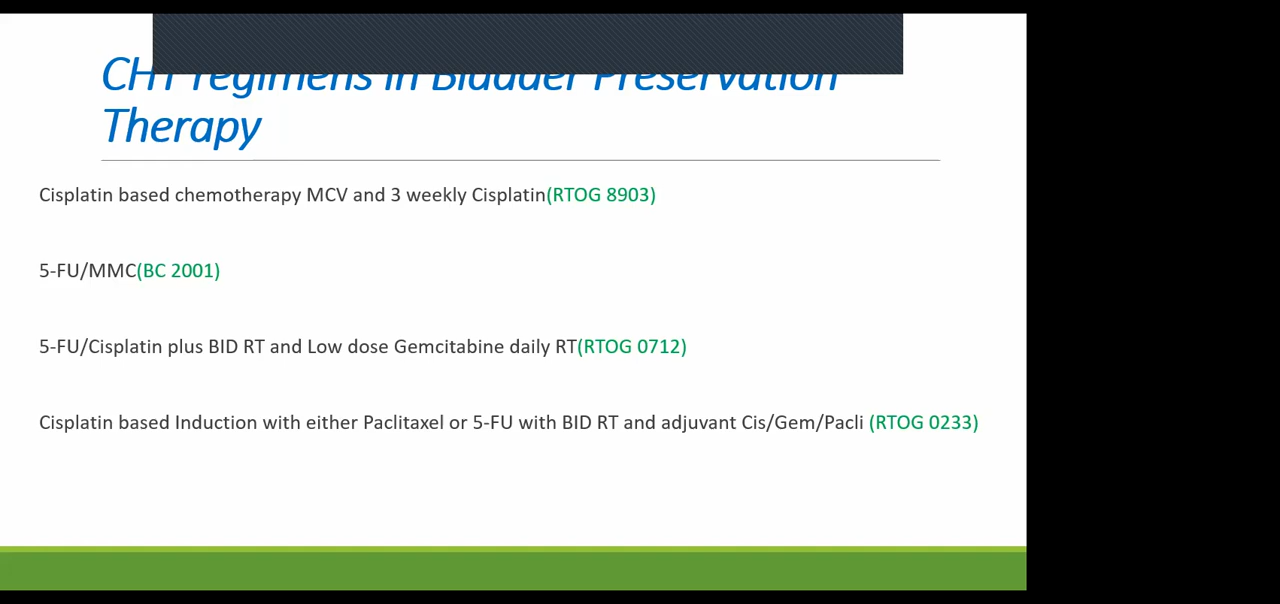 CHT regimens in Bladder Preservation
Therapy
Cisplatin based chemotherapy MCV and 3 weekly Cisplatin(RTOG 8903)
5-FU/MMC(BC 2001)
5-FU/Cisplatin plus BID RT and Low dose Gemcitabine daily RT(RTOG 0712)
Cisplatin based Induction with either Paclitaxel or 5-FU with BID RT and adjuvant Cis/Gem/Pacli (RTOG 0233)